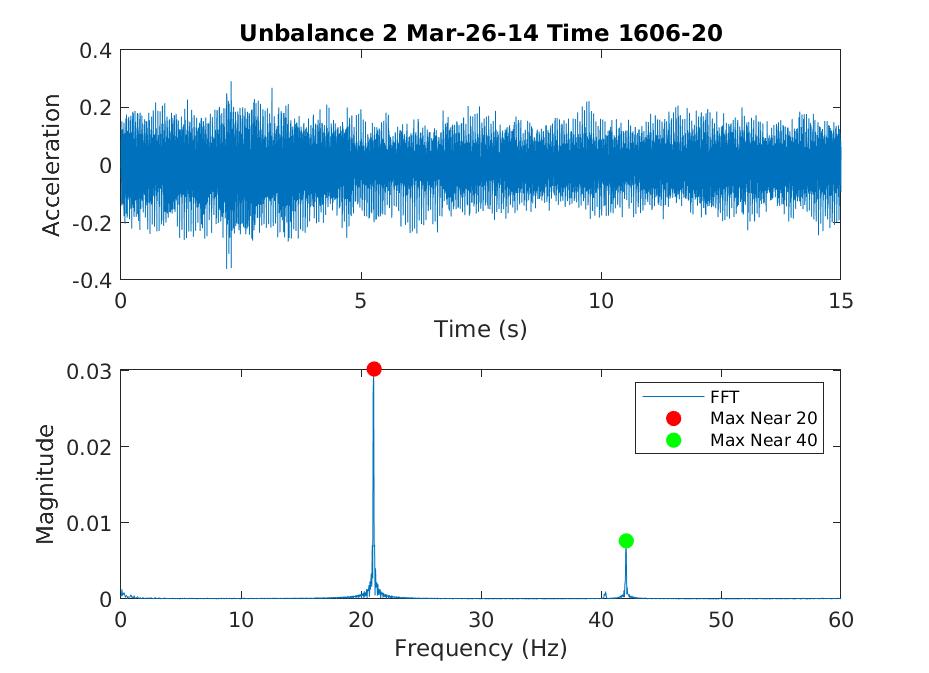 Unbalance 2 Mar-26-14 Time 1606-20
0.4
0.2
0
-0.2
-0.4
Acceleration
0 5 10 15
Time (s)
0.03
0.02
0.01
0
Magnitude
FFT
Max Near 20
Max Near 40
0 10 20 30 40 50 60
Frequency (Hz)